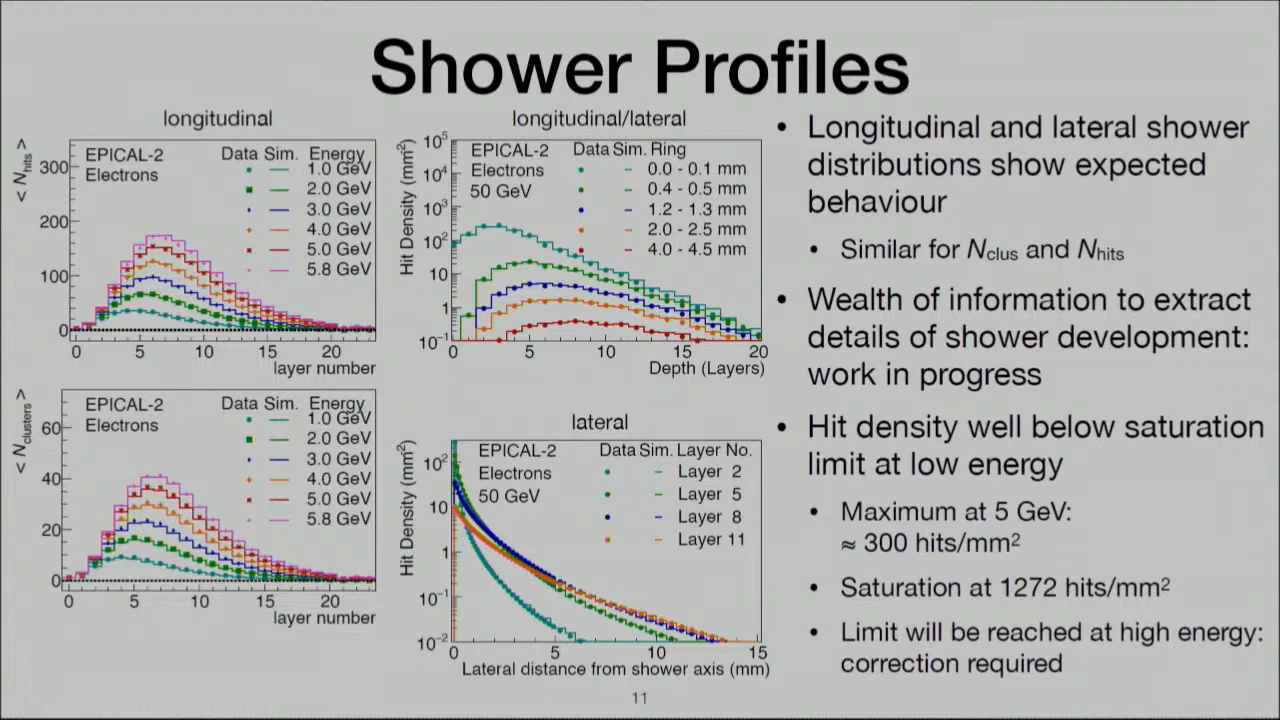 Shower Profiles
longitudinal
< Nhits >
300
200
100
0
EPICAL-2
Electrons
Data Sim. Energy
1.0 GeV
2.0 GeV
3.0 GeV
4.0 GeV
5.0 GeV
5.8 GeV
0 5 10 15 20
layer number
< Nclusters >
60
40
20
0
EPICAL-2
Electrons
Data Sim. Energy
1.0 GeV
2.0 GeV
3.0 GeV
4.0 GeV
5.0 GeV
5.8 GeV
0 5 10 15 20
layer number
longitudinal/lateral
Hit Density (mm²)
10⁵
10⁴
10³
10²
10
1
10⁻¹
EPICAL-2
Electrons
50 GeV
Data Sim. Ring
0.0 - 0.1 mm
0.4 - 0.5 mm
1.2 - 1.3 mm
2.0 - 2.5 mm
4.0 - 4.5 mm
0 5 10 15 20
Depth (Layers)
lateral
Hit Density (mm²)
10²
10
1
10⁻¹
10⁻²
EPICAL-2
Electrons
50 GeV
Data Sim. Layer No.
Layer 2
Layer 5
Layer 8
Layer 11
0 5 10 15
Lateral distance from shower axis (mm)
• Longitudinal and lateral shower
distributions show expected
behaviour
• Similar for Nclus and Nhits
• Wealth of information to extract
details of shower development:
work in progress
• Hit density well below saturation
limit at low energy
• Maximum at 5 GeV:
≈ 300 hits/mm²
• Saturation at 1272 hits/mm²
• Limit will be reached at high energy:
correction required
11